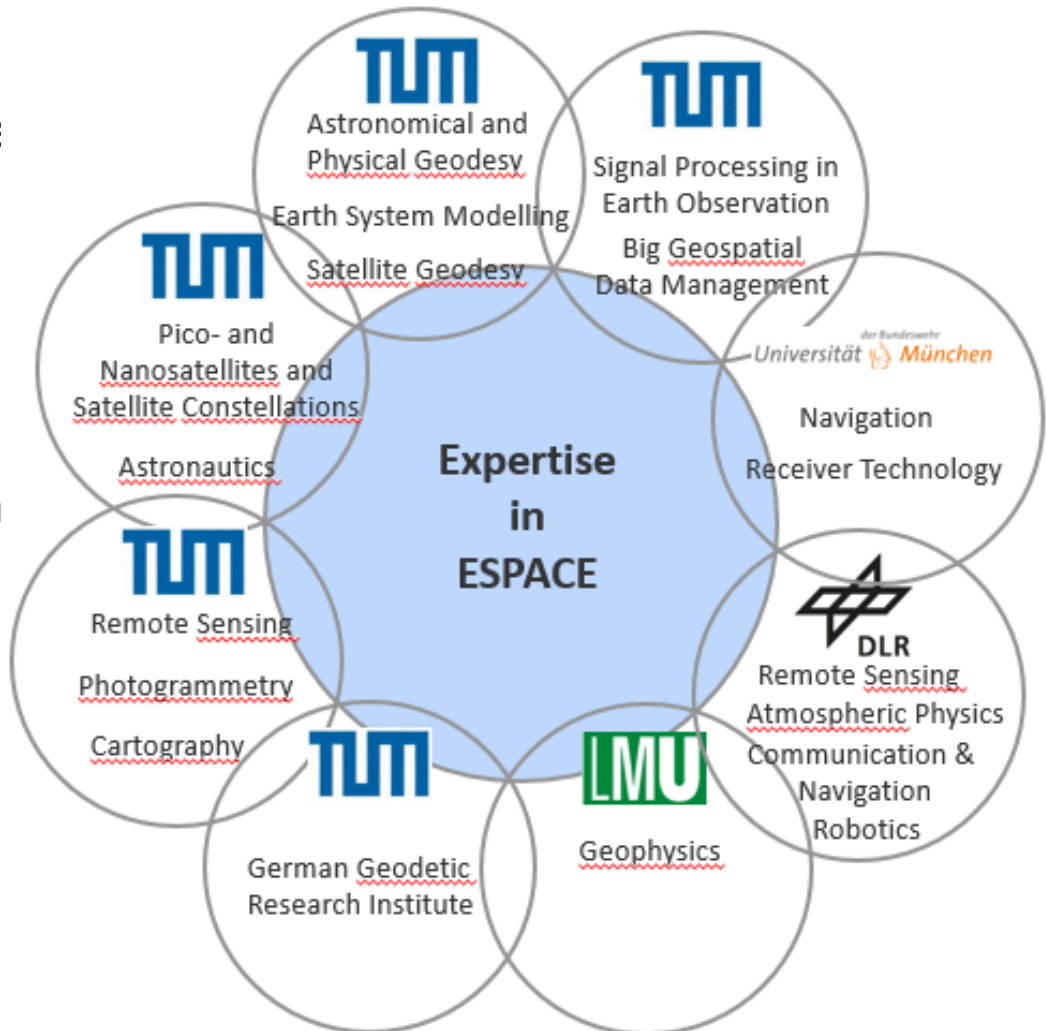 TUM
Astronomical and
Physical Geodesy
Earth System Modelling
Satellite Geodesy
TUM
Signal Processing in
Earth Observation
Big Geospatial
Data Management
der Bundeswehr
Universität München
Navigation
Receiver Technology
DLR
Remote Sensing
Atmospheric Physics
Communication &
Navigation
Robotics
LMU
Geophysics
TUM
German Geodetic
Research Institute
TUM
Remote Sensing
Photogrammetry
Cartography
TUM
Pico- and
Nanosatellites and
Satellite Constellations
Astronautics
Expertise
in
ESPACE